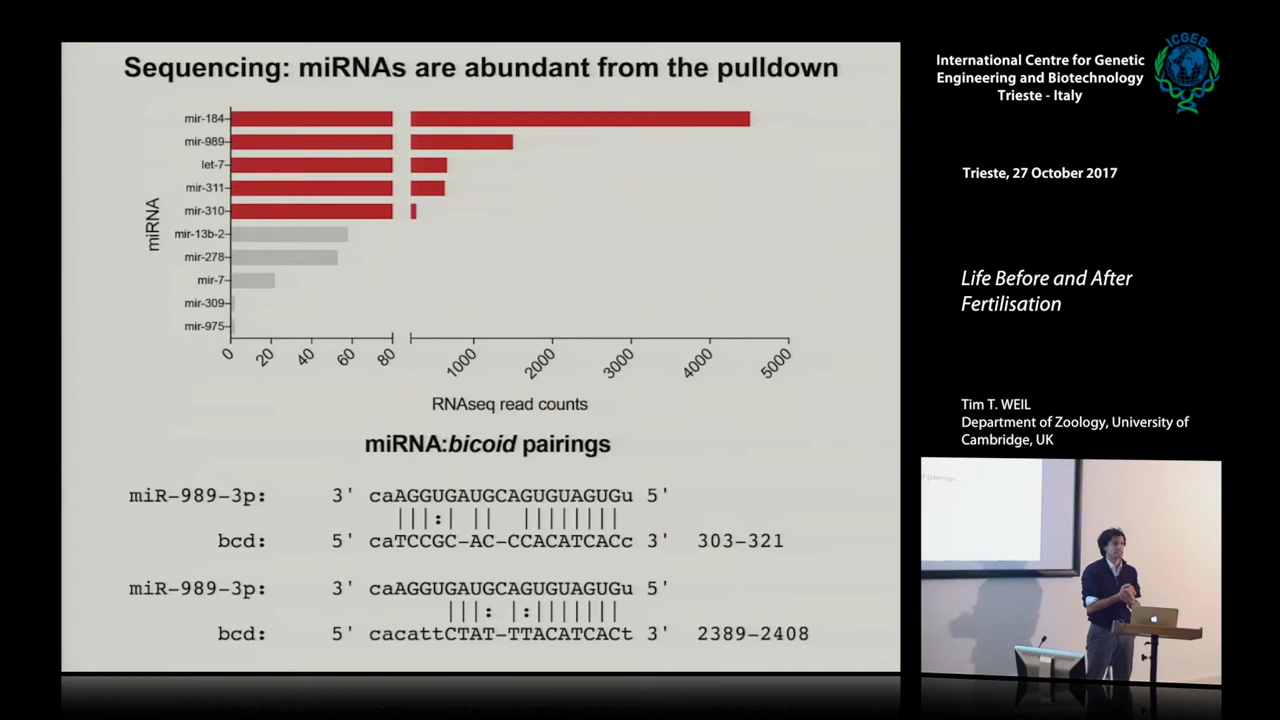 Sequencing: miRNAs are abundant from the pulldown
miRNA
mir-184
mir-989
let-7
mir-311
mir-310
mir-13b-2
mir-278
mir-7
mir-309
mir-975
0 20 40 60 80 1000 2000 3000 4000 5000
RNAseq read counts
miRNA:bicoid pairings
miR-989-3p: 3' caAGGUGAUGCAGUGUAGUGu 5'
|||:| || ||||||||
bcd: 5' caTCCGC-AC-CCACATCACc 3' 303-321
miR-989-3p: 3' caAGGUGAUGCAGUGUAGUGu 5'
|||: |:|||||||
bcd: 5' cacattCTAT-TTACATCACt 3' 2389-2408
International Centre for Genetic
Engineering and Biotechnology
Trieste - Italy
ICGEB
Trieste, 27 October 2017
Life Before and After
Fertilisation
Tim T. WEIL
Department of Zoology, University of
Cambridge, UK